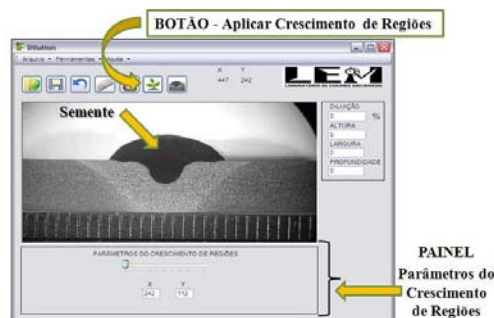 BOTÃO - Aplicar Crescimento de Regiões
Dilution
Arquivo Ferramentas Ajuda
X Y
447 242
LEV
Semente
DILUIÇÃO
0 %
ALTURA
0
LARGURA
0
PROFUNDIDADE
0
PARÂMETROS DO CRESCIMENTO DE REGIÕES
X Y
242 112
PAINEL
Parâmetros do
Crescimento
de Regiões